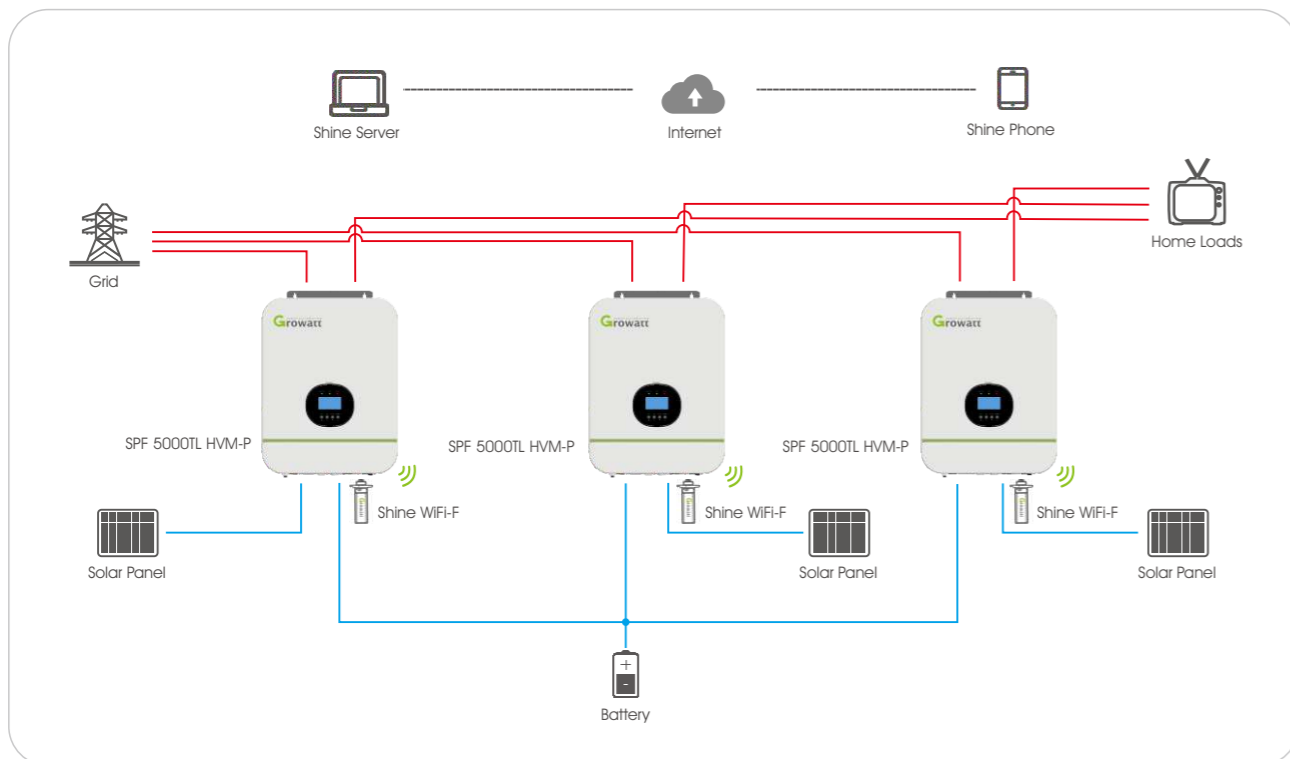 Shine Server
Internet
Shine Phone
Grid
Home Loads
Growatt
Growatt
Growatt
SPF 5000TL HVM-P
SPF 5000TL HVM-P
SPF 5000TL HVM-P
Shine WiFi-F
Shine WiFi-F
Shine WiFi-F
Solar Panel
Solar Panel
Solar Panel
+
-
Battery